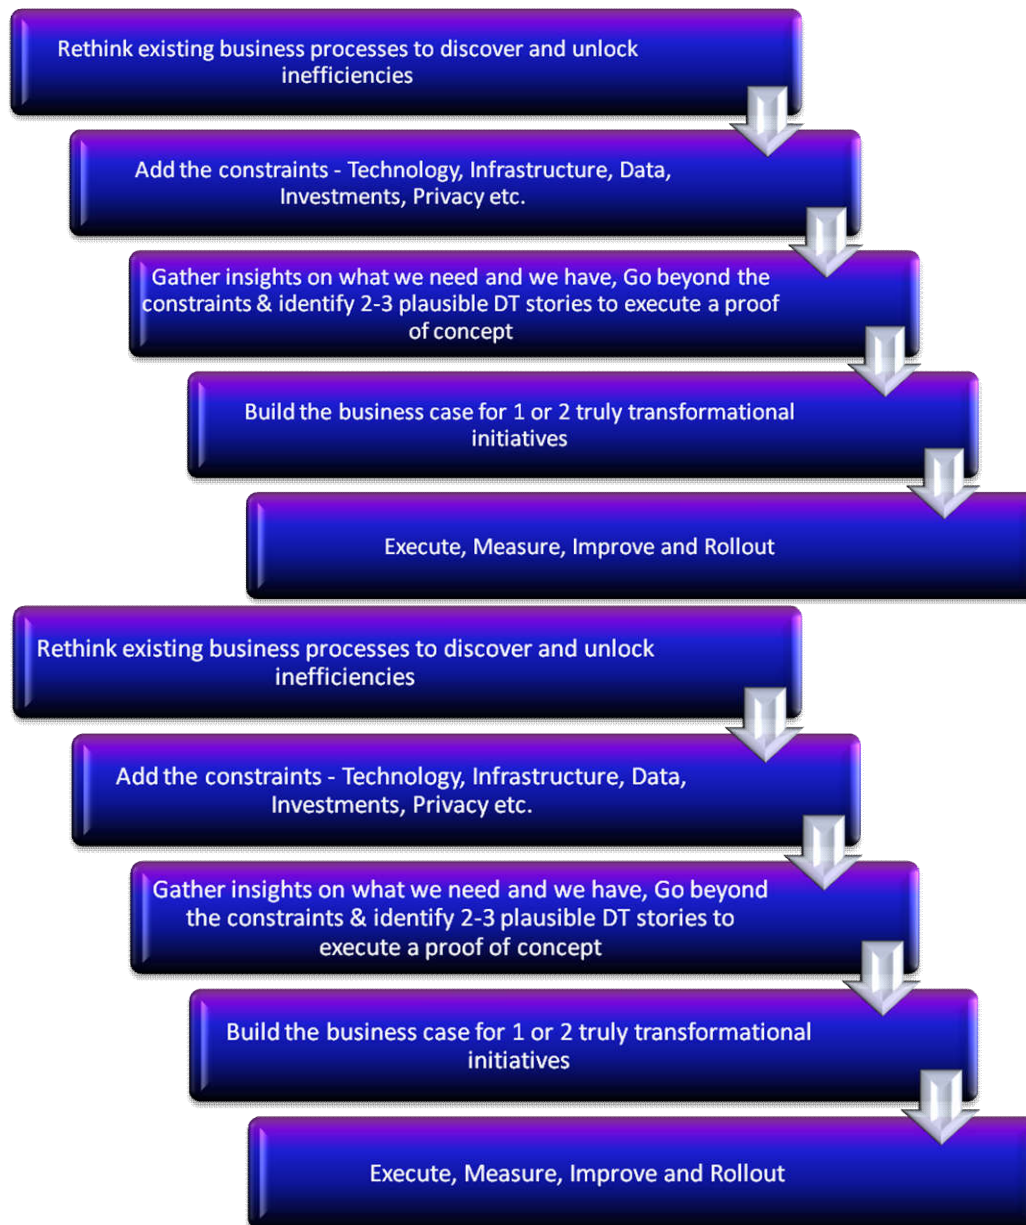 Rethink existing business processes to discover and unlock
inefficiencies
Add the constraints - Technology, Infrastructure, Data,
Investments, Privacy etc.
Gather insights on what we need and we have, Go beyond the
constraints & identify 2-3 plausible DT stories to execute a proof
of concept
Build the business case for 1 or 2 truly transformational
initiatives
Execute, Measure, Improve and Rollout
Rethink existing business processes to discover and unlock
inefficiencies
Add the constraints - Technology, Infrastructure, Data,
Investments, Privacy etc.
Gather insights on what we need and we have, Go beyond
the constraints & identify 2-3 plausible DT stories to
execute a proof of concept
Build the business case for 1 or 2 truly transformational
initiatives
Execute, Measure, Improve and Rollout